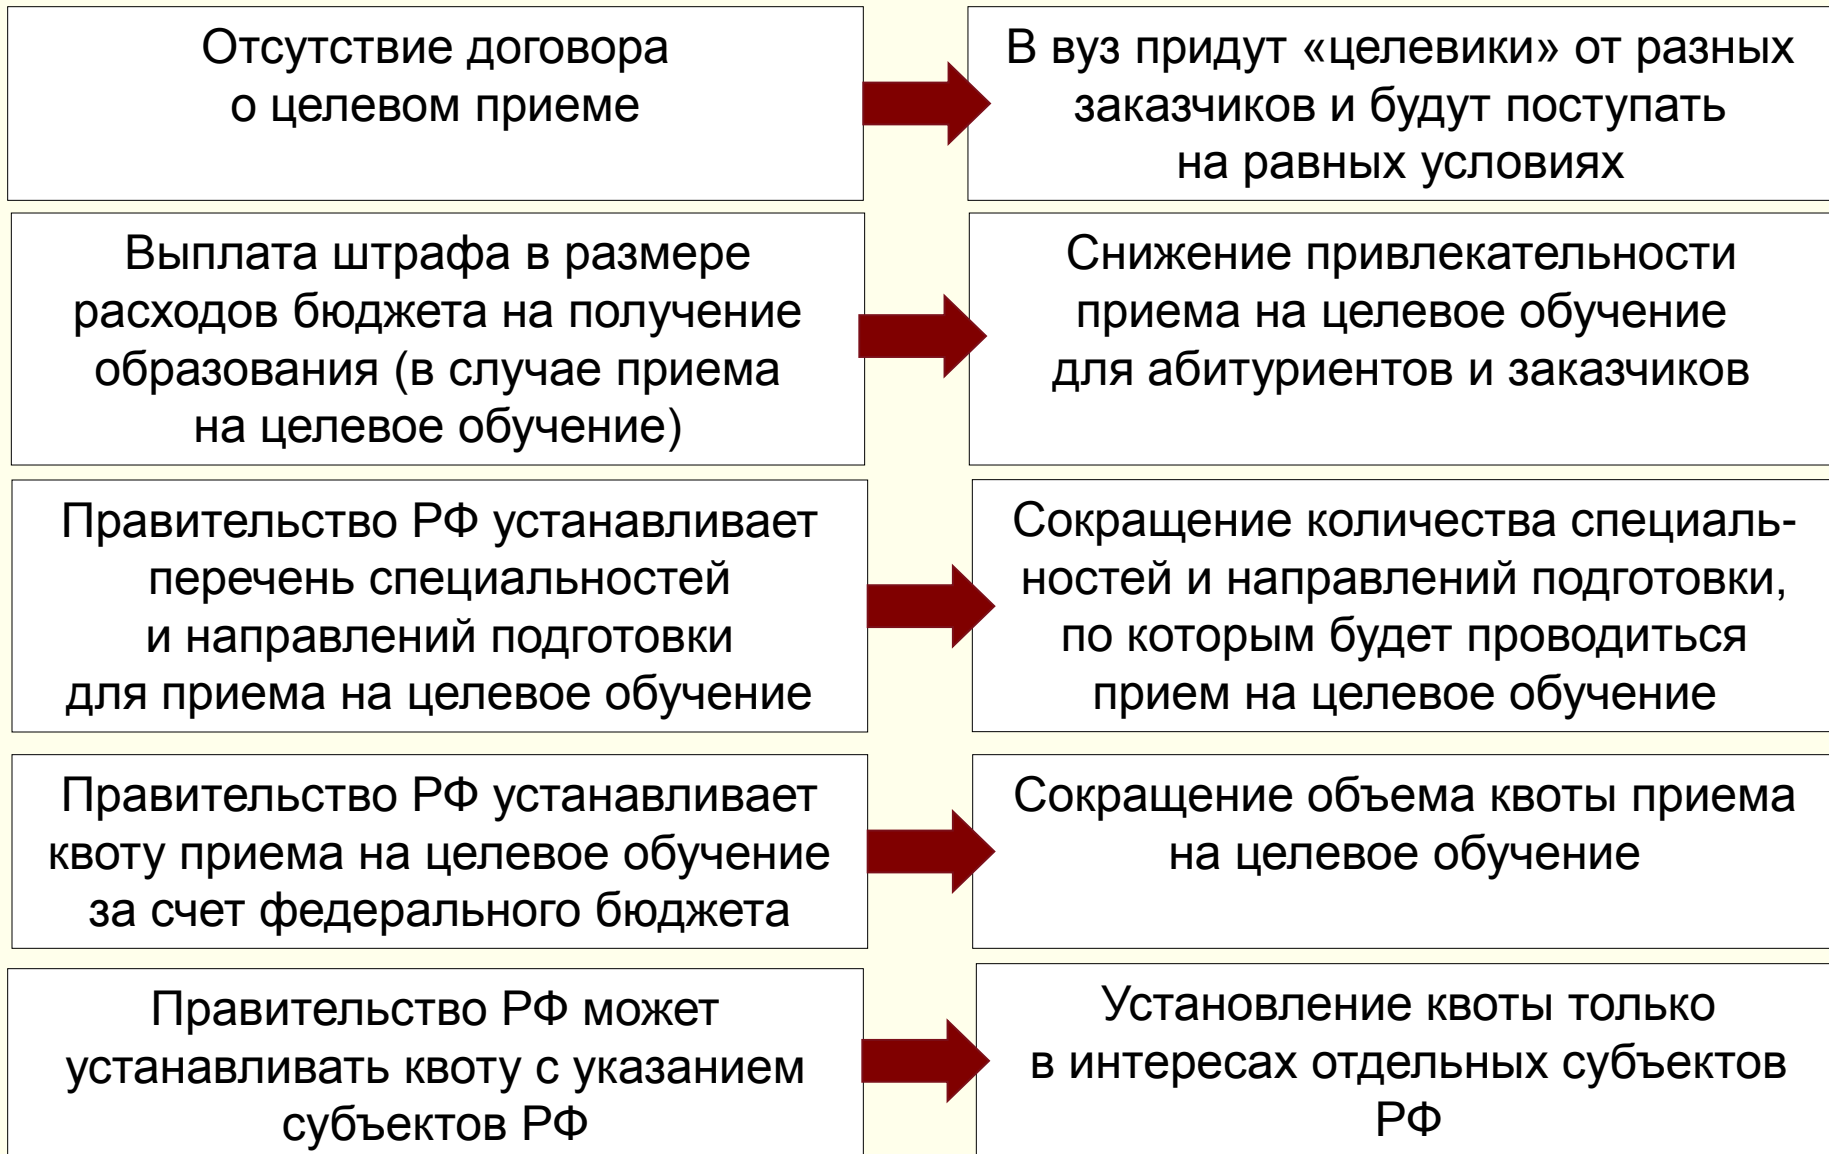 Отсутствие договора
о целевом приеме
В вуз придут «целевики» от разных
заказчиков и будут поступать
на равных условиях
Выплата штрафа в размере
расходов бюджета на получение
образования (в случае приема
на целевое обучение)
Снижение привлекательности
приема на целевое обучение
для абитуриентов и заказчиков
Правительство РФ устанавливает
перечень специальностей
и направлений подготовки
для приема на целевое обучение
Сокращение количества специаль-
ностей и направлений подготовки,
по которым будет проводиться
прием на целевое обучение
Правительство РФ устанавливает
квоту приема на целевое обучение
за счет федерального бюджета
Сокращение объема квоты приема
на целевое обучение
Правительство РФ может
устанавливать квоту с указанием
субъектов РФ
Установление квоты только
в интересах отдельных субъектов
РФ